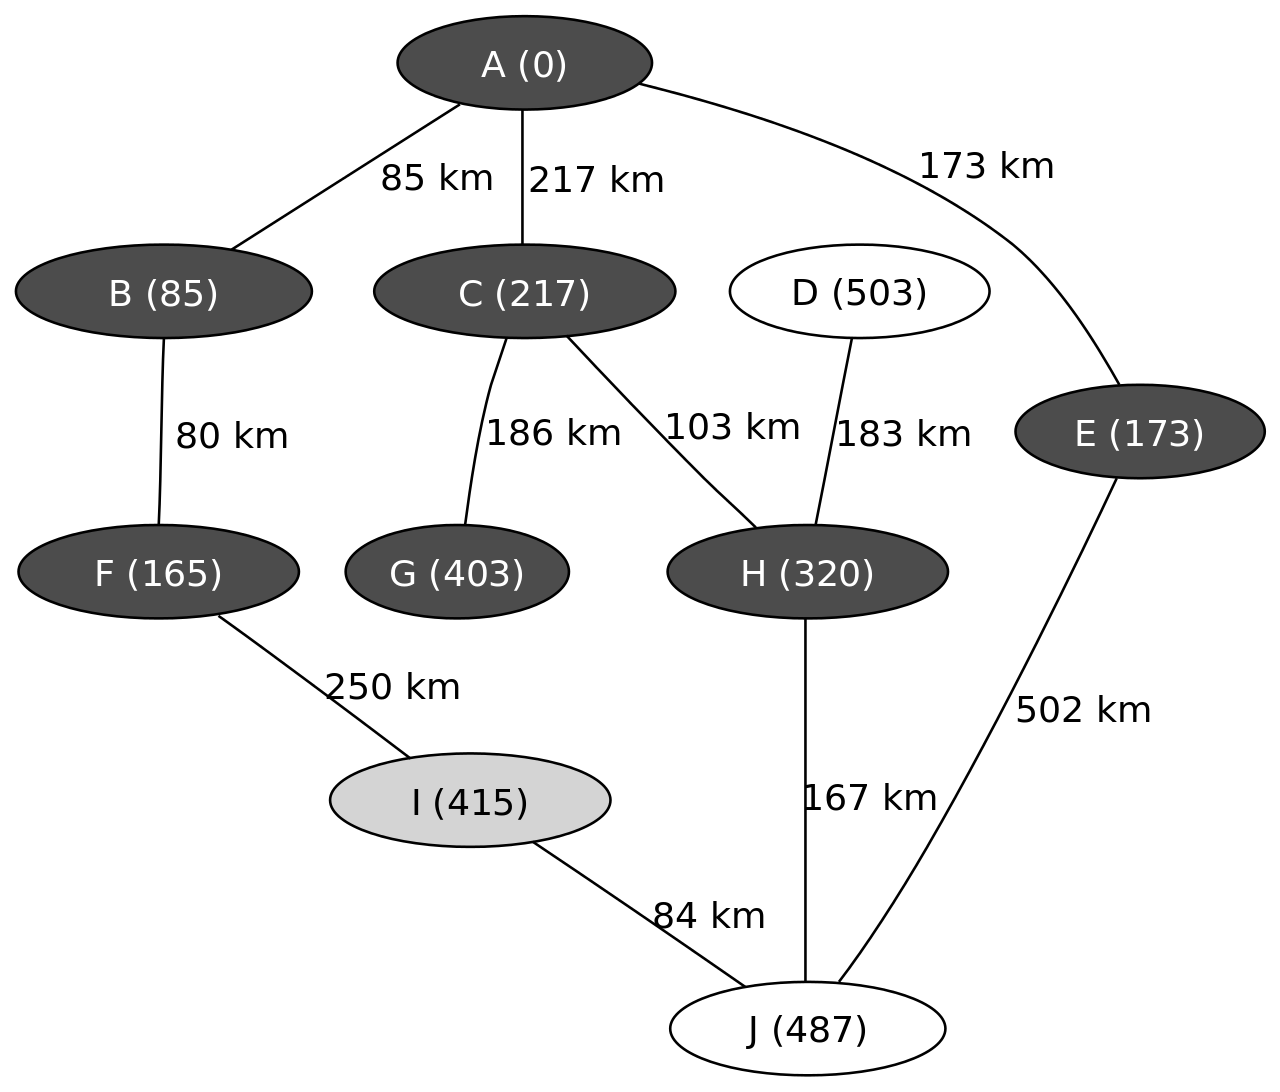 A (0)
85 km
217 km
173 km
B (85)
C (217)
D (503)
80 km
186 km
103 km
183 km
E (173)
F (165)
G (403)
H (320)
250 km
502 km
I (415)
167 km
84 km
J (487)